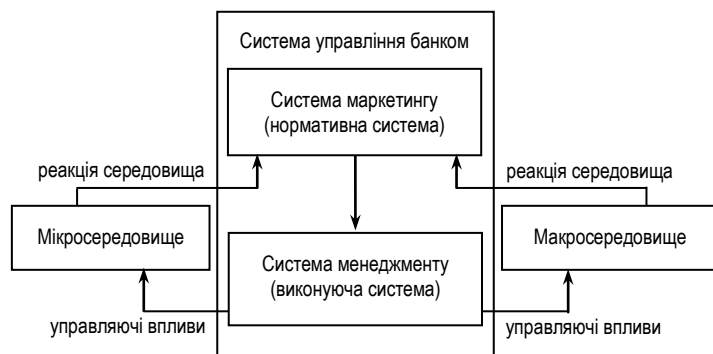 Система управління банком
Система маркетингу
(нормативна система)
реакція середовища
реакція середовища
Мікросередовище
Макросередовище
Система менеджменту
(виконуюча система)
управляючі впливи
управляючі впливи